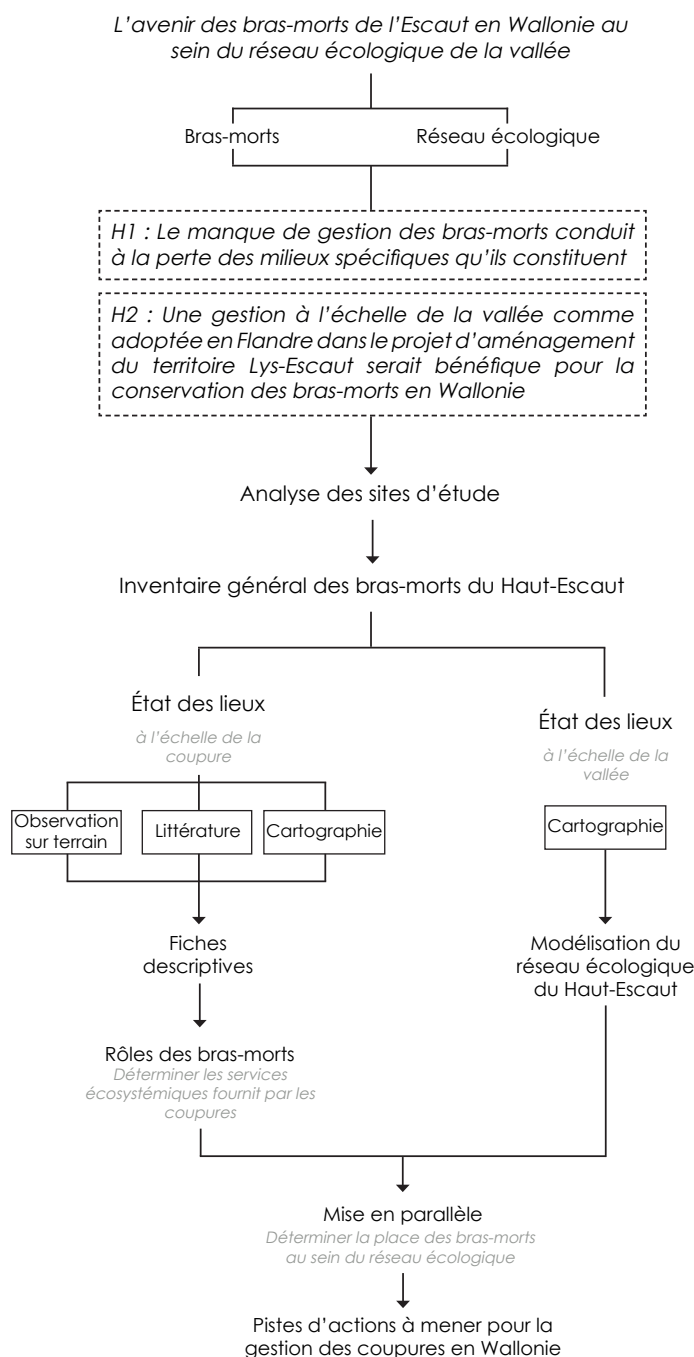 L'avenir des bras-morts de l'Escaut en Wallonie au
sein du réseau écologique de la vallée
Bras-morts
Réseau écologique
H1 : Le manque de gestion des bras-morts conduit
à la perte des milieux spécifiques qu'ils constituent
H2 : Une gestion à l'échelle de la vallée comme
adoptée en Flandre dans le projet d'aménagement
du territoire Lys-Escaut serait bénéfique pour la
conservation des bras-morts en Wallonie
Analyse des sites d'étude
Inventaire général des bras-morts du Haut-Escaut
État des lieux
à l'échelle de la
coupure
Observation
sur terrain
Littérature
Cartographie
Fiches
descriptives
Rôles des bras-morts
Déterminer les services
écosystémiques fournit par les
coupures
État des lieux
à l'échelle de la
vallée
Cartographie
Modélisation du
réseau écologique
du Haut-Escaut
Mise en parallèle
Déterminer la place des bras-morts
au sein du réseau écologique
Pistes d'actions à mener pour la
gestion des coupures en Wallonie